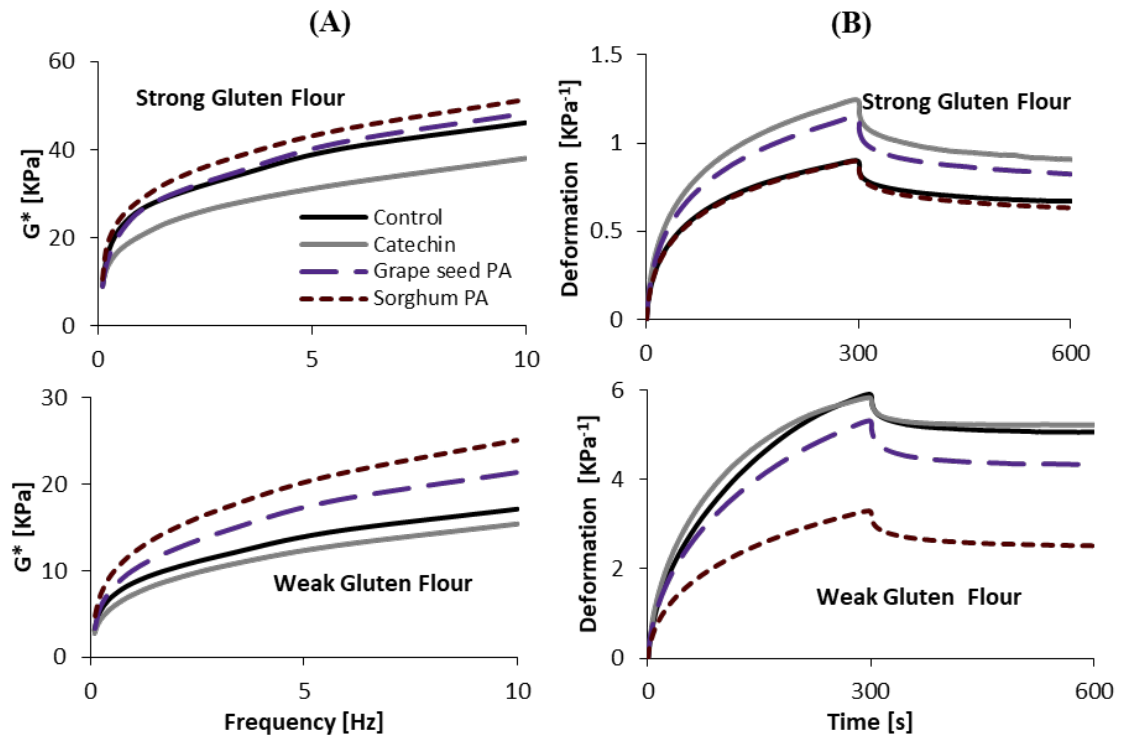 (A)
(B)
60
40
20
0
G* [KPa]
Strong Gluten Flour
Control
Catechin
Grape seed PA
Sorghum PA
0
5
10
1.5
1
0.5
0
Deformation [KPa-1]
Strong Gluten Flour
0
300
600
30
20
10
0
G* [KPa]
Weak Gluten Flour
0
5
10
Frequency [Hz]
6
4
2
0
Deformation [KPa-1]
Weak Gluten Flour
0
300
600
Time [s]